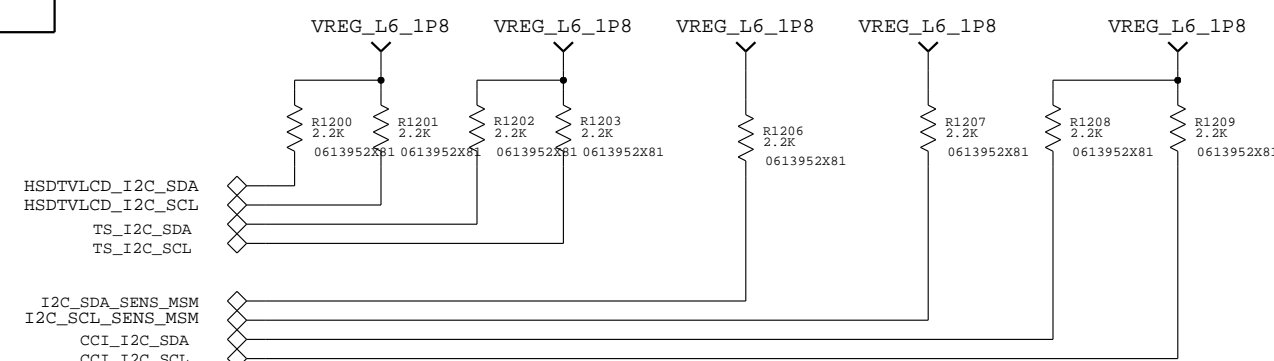 VREG_L6_1P8 VREG_L6_1P8 VREG_L6_1P8 VREG_L6_1P8 VREG_L6_1P8
R1200 R1201 R1202 R1203 R1206 R1207 R1208 R1209
2.2K 2.2K 2.2K 2.2K 2.2K 2.2K 2.2K 2.2K
0613952X81 0613952X81 0613952X81 0613952X81 0613952X81 0613952X81 0613952X81 0613952X81
HSDTVLCD_I2C_SDA
HSDTVLCD_I2C_SCL
TS_I2C_SDA
TS_I2C_SCL
I2C_SDA_SENS_MSM
I2C_SCL_SENS_MSM
CCI_I2C_SDA
CCI_I2C_SCL